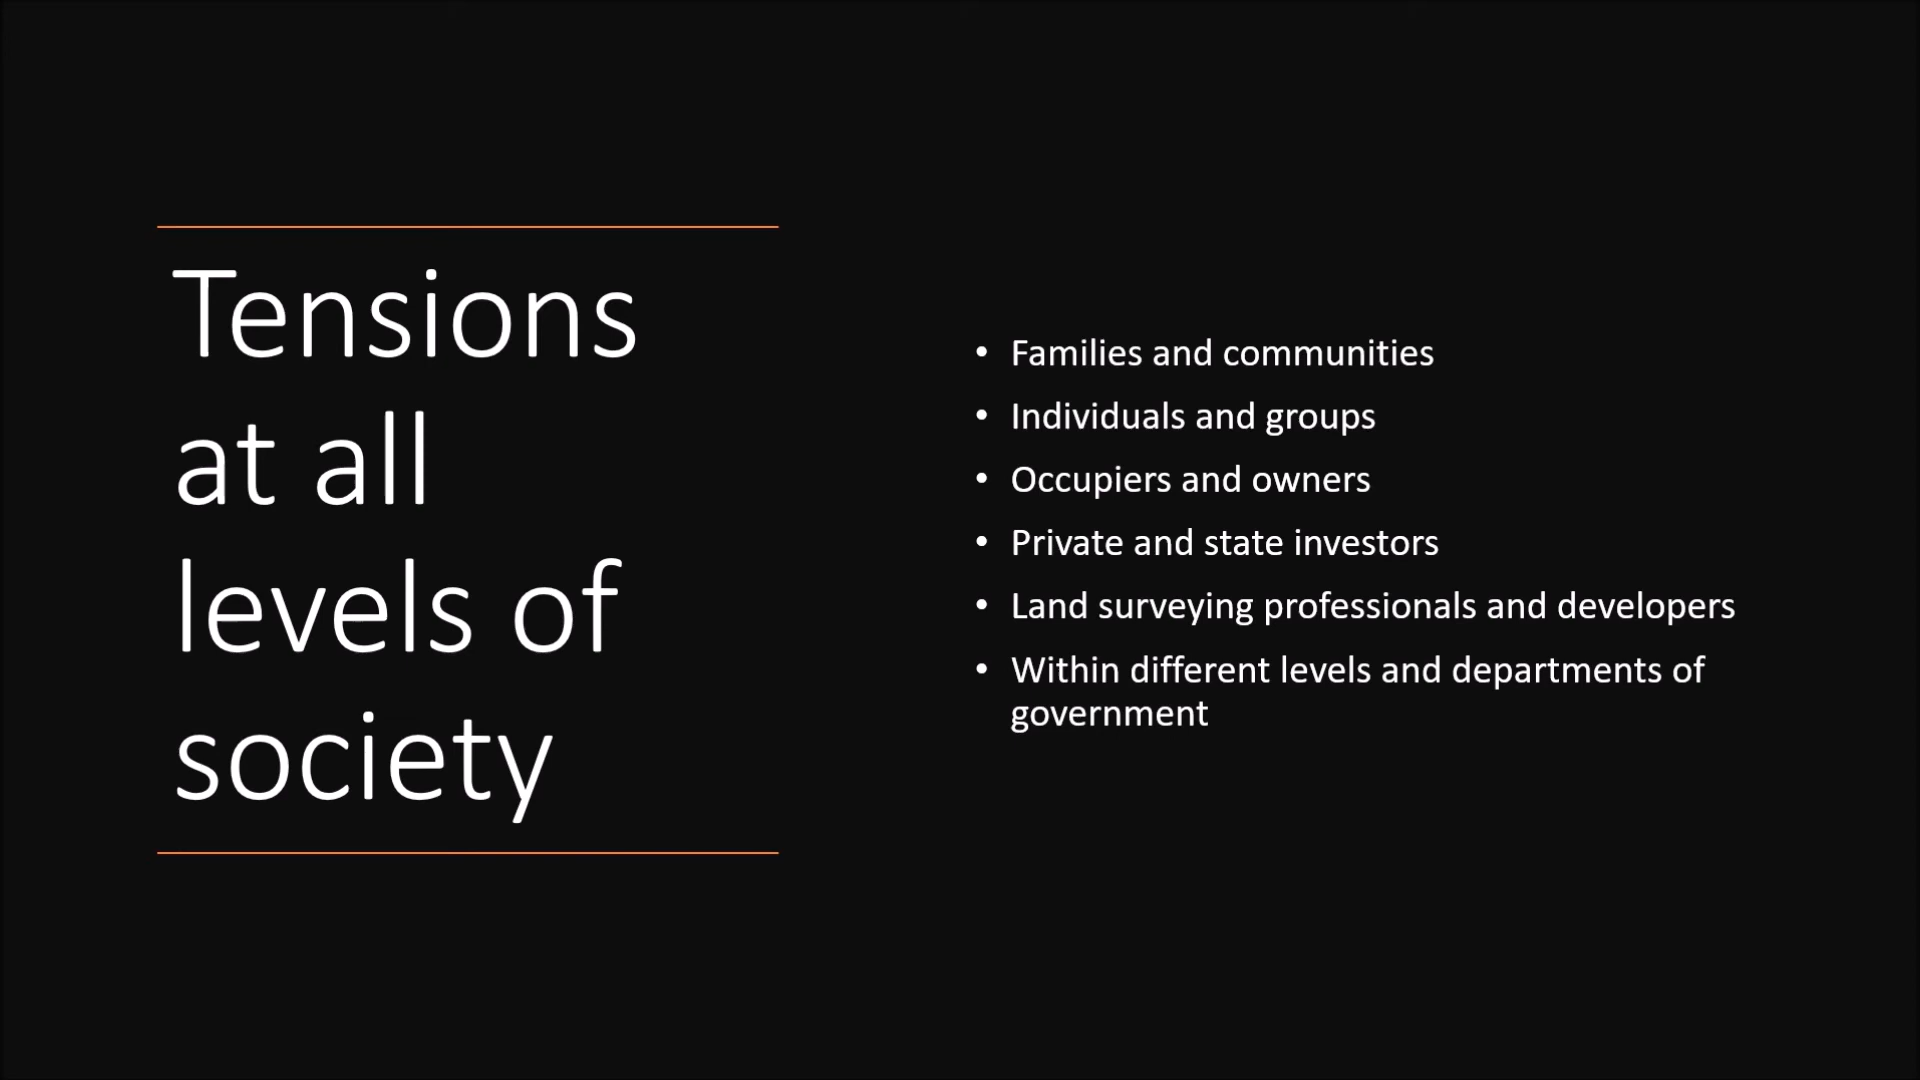 Tensions
at all
levels of
society
• Families and communities
• Individuals and groups
• Occupiers and owners
• Private and state investors
• Land surveying professionals and developers
• Within different levels and departments of
government